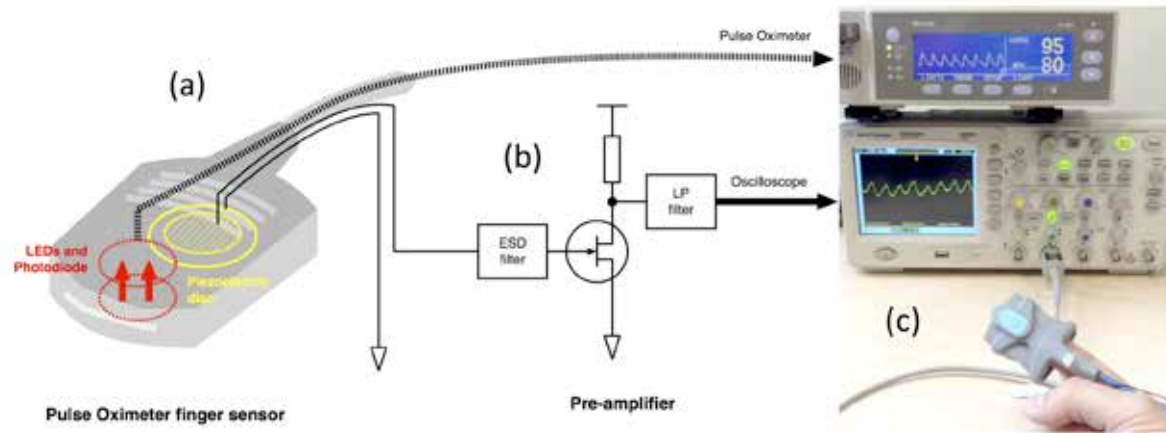 Pulse Oximeter
(a)
(b)
95
80
LEDs and
Photodiode
Piezoelectric
disc
ESD
filter
LP
filter
Oscilloscope
(c)
Pulse Oximeter finger sensor
Pre-amplifier